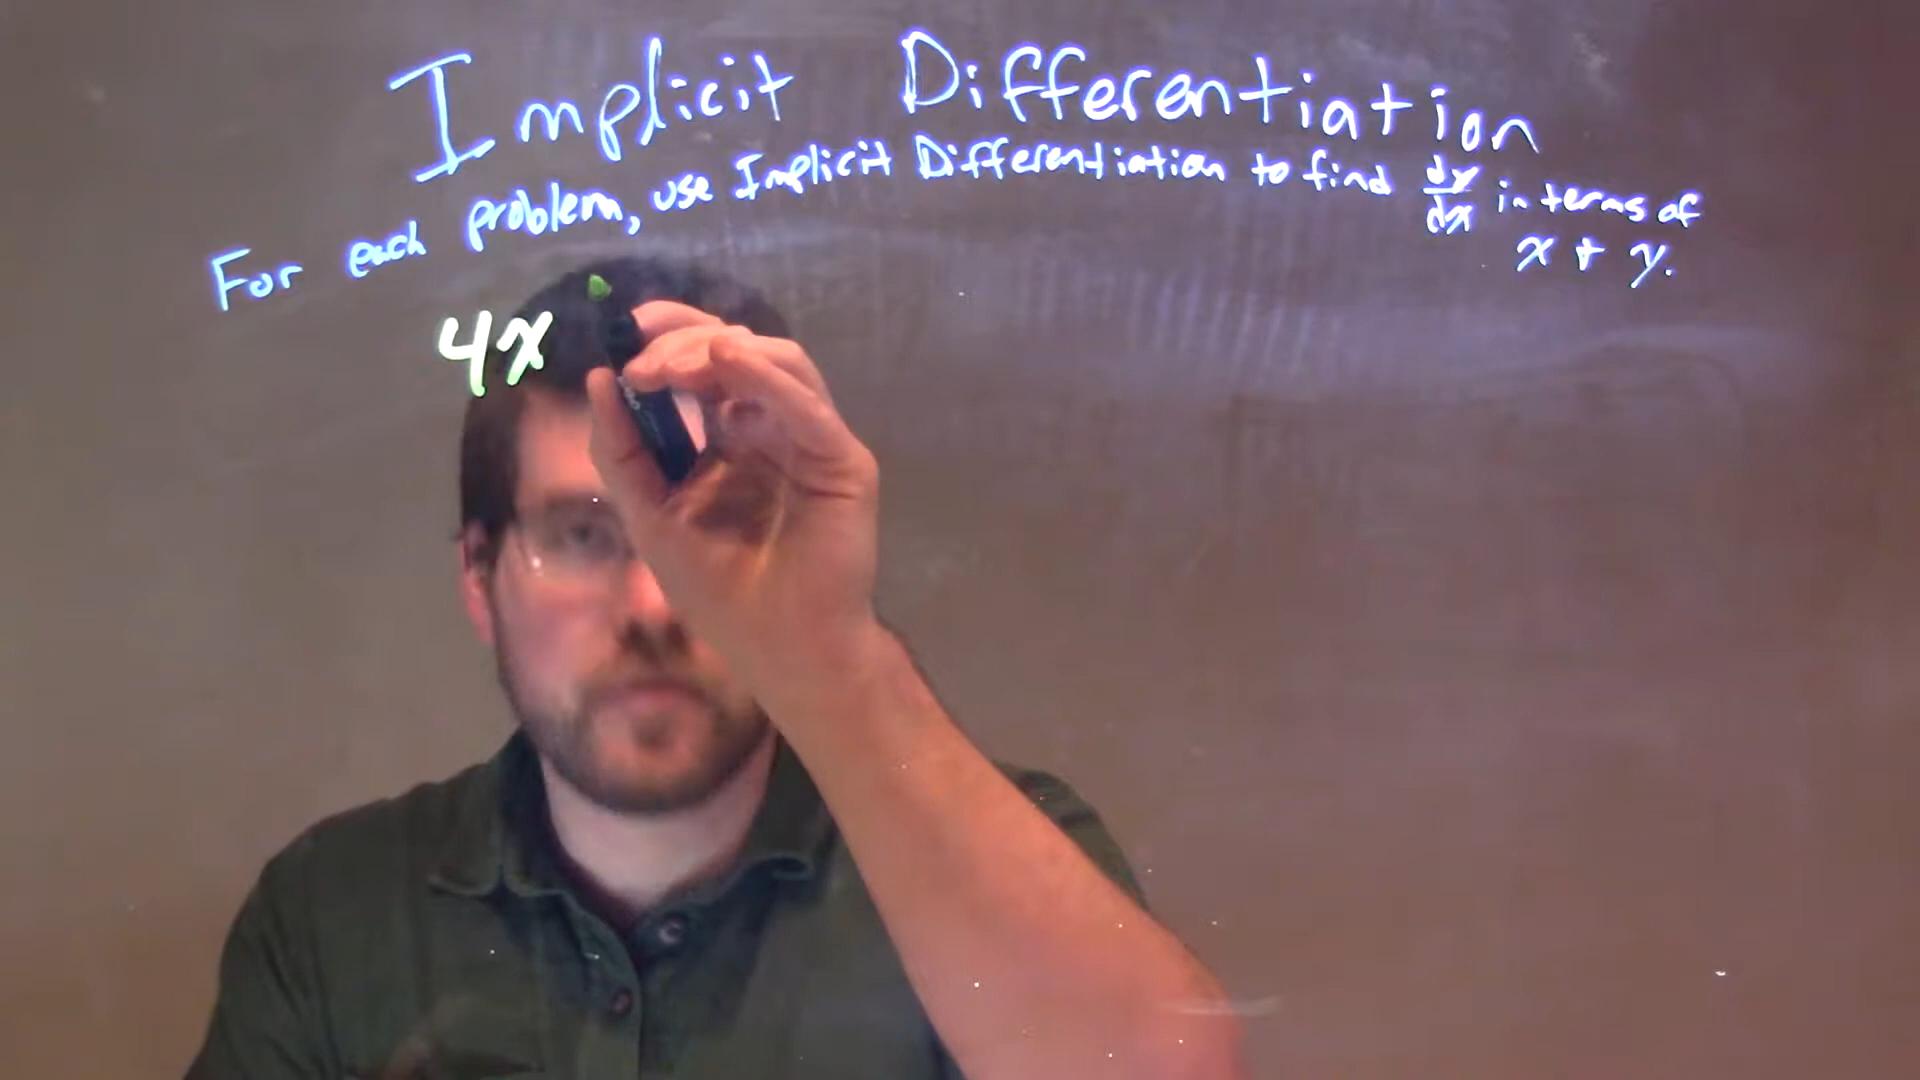 Implicit Differentiation
For each problem, use Implicit Differentiation to find dy/dx in terms of
x + y.
4x